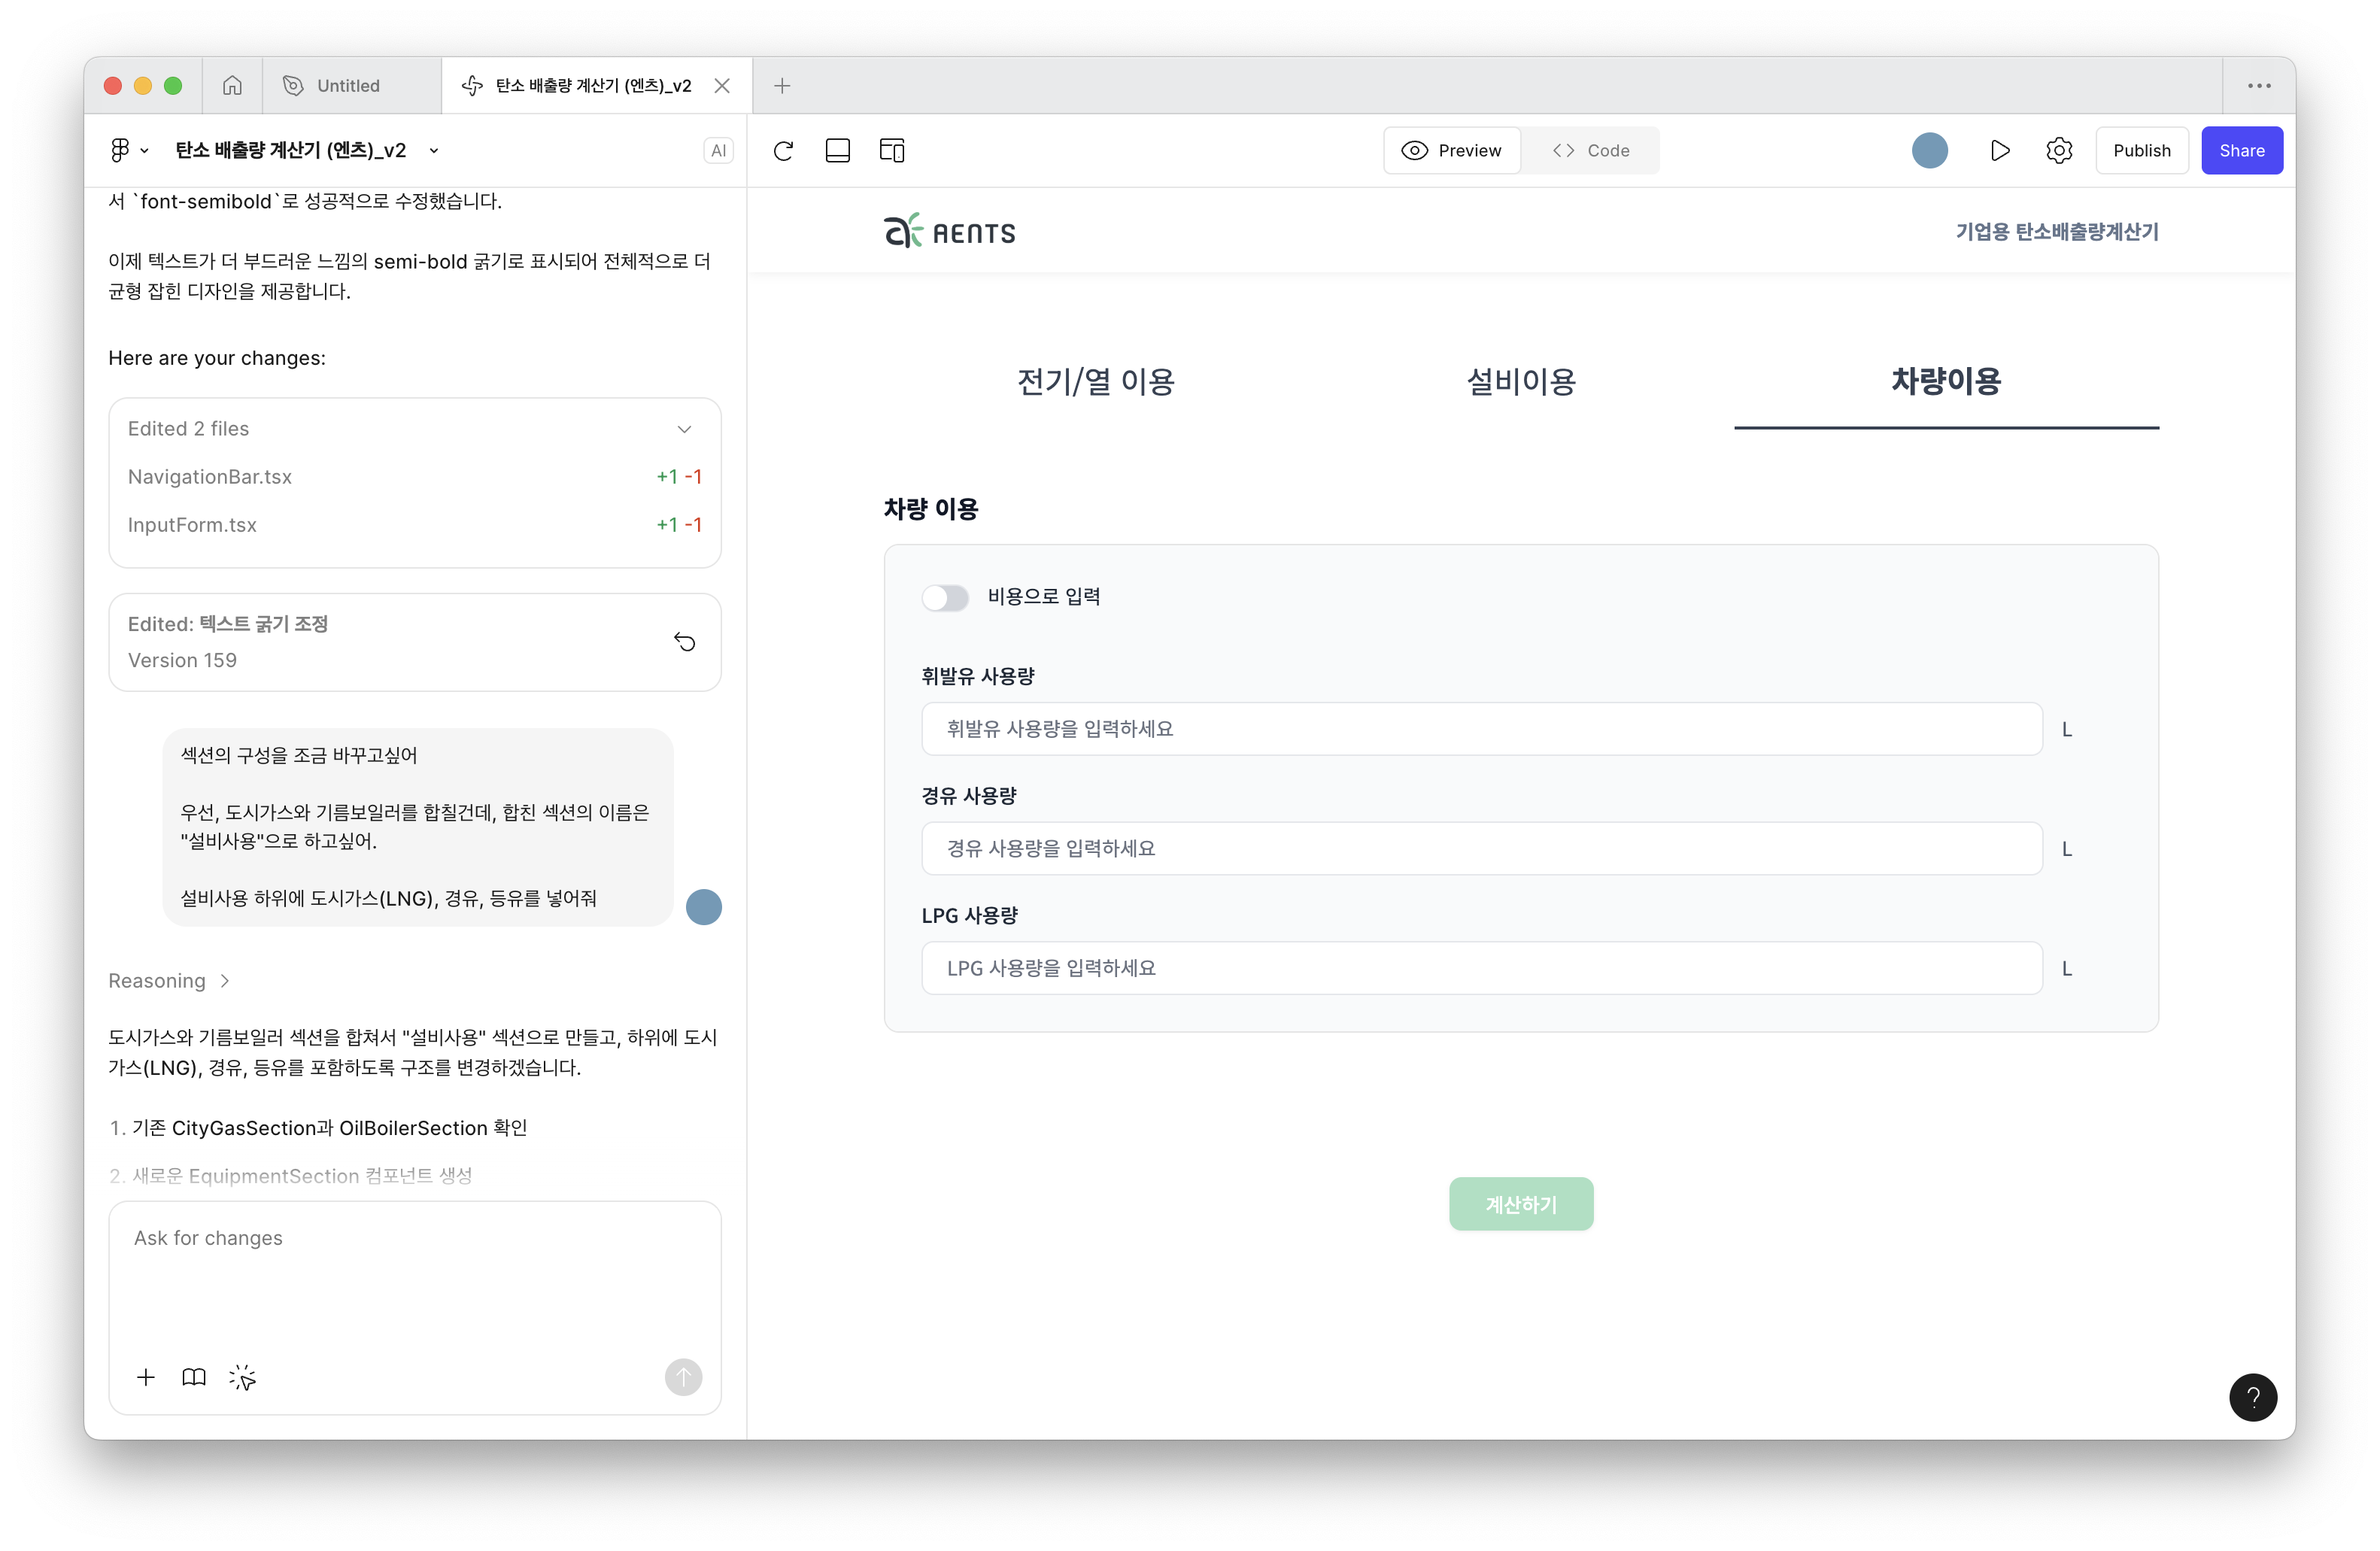 Untitled
탄소 배출량 계산기 (엔츠)_v2
탄소 배출량 계산기 (엔츠)_v2
AI
Preview
Code
Publish
Share
서 `font-semibold`로 성공적으로 수정했습니다.
이제 텍스트가 더 부드러운 느낌의 semi-bold 굵기로 표시되어 전체적으로 더
균형 잡힌 디자인을 제공합니다.
Here are your changes:
Edited 2 files
NavigationBar.tsx +1 -1
InputForm.tsx +1 -1
Edited: 텍스트 굵기 조정
Version 159
섹션의 구성을 조금 바꾸고싶어
우선, 도시가스와 기름보일러를 합칠건데, 합친 섹션의 이름은
"설비사용"으로 하고싶어.
설비사용 하위에 도시가스(LNG), 경유, 등유를 넣어줘
Reasoning
도시가스와 기름보일러 섹션을 합쳐서 "설비사용" 섹션으로 만들고, 하위에 도시
가스(LNG), 경유, 등유를 포함하도록 구조를 변경하겠습니다.
1. 기존 CityGasSection과 OilBoilerSection 확인
2. 새로운 EquipmentSection 컴포넌트 생성
Ask for changes
AENTS
기업용 탄소배출량계산기
전기/열 이용
설비이용
차량이용
차량 이용
비용으로 입력
휘발유 사용량
휘발유 사용량을 입력하세요 L
경유 사용량
경유 사용량을 입력하세요 L
LPG 사용량
LPG 사용량을 입력하세요 L
계산하기
?